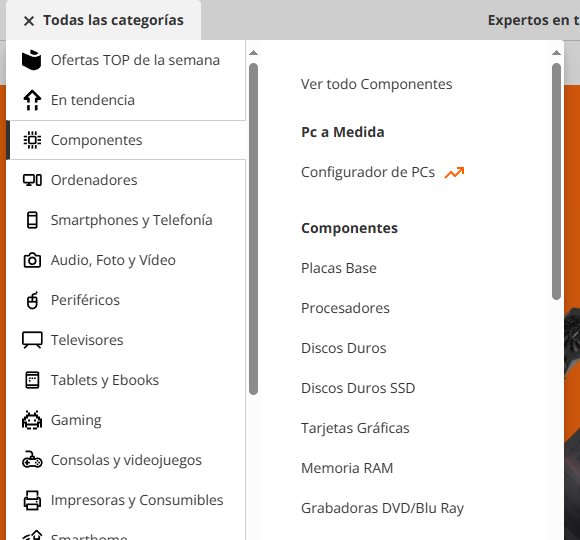 Todas las categorías
Expertos en t
Ofertas TOP de la semana
En tendencia
Componentes
Ordenadores
Smartphones y Telefonía
Audio, Foto y Vídeo
Periféricos
Televisores
Tablets y Ebooks
Gaming
Consolas y videojuegos
Impresoras y Consumibles
Smarthome
Ver todo Componentes
Pc a Medida
Configurador de PCs
Componentes
Placas Base
Procesadores
Discos Duros
Discos Duros SSD
Tarjetas Gráficas
Memoria RAM
Grabadoras DVD/Blu Ray